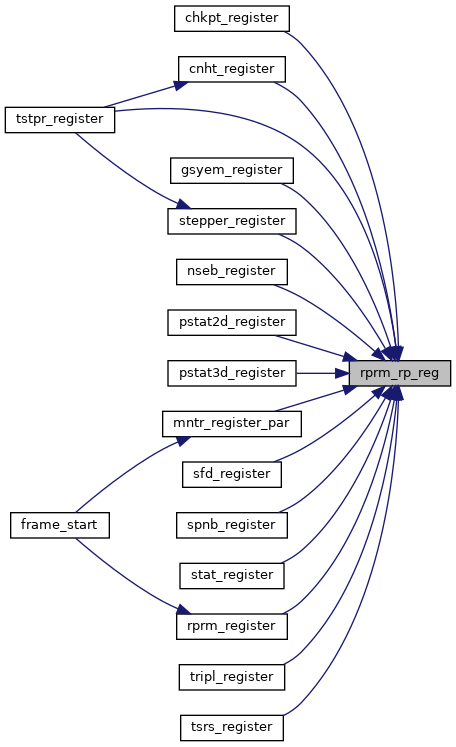 chkpt_register
cnht_register
tstpr_register
gsyem_register
stepper_register
nseb_register
pstat2d_register
pstat3d_register
rprm_rp_reg
mntr_register_par
sfd_register
spnb_register
frame_start
stat_register
rprm_register
tripl_register
tsrs_register